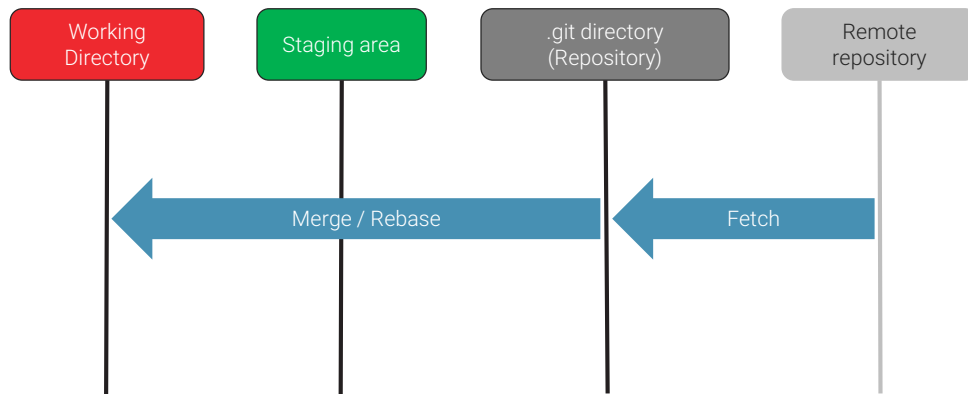 Working
Directory
Staging area
.git directory
(Repository)
Remote
repository
Merge / Rebase
Fetch